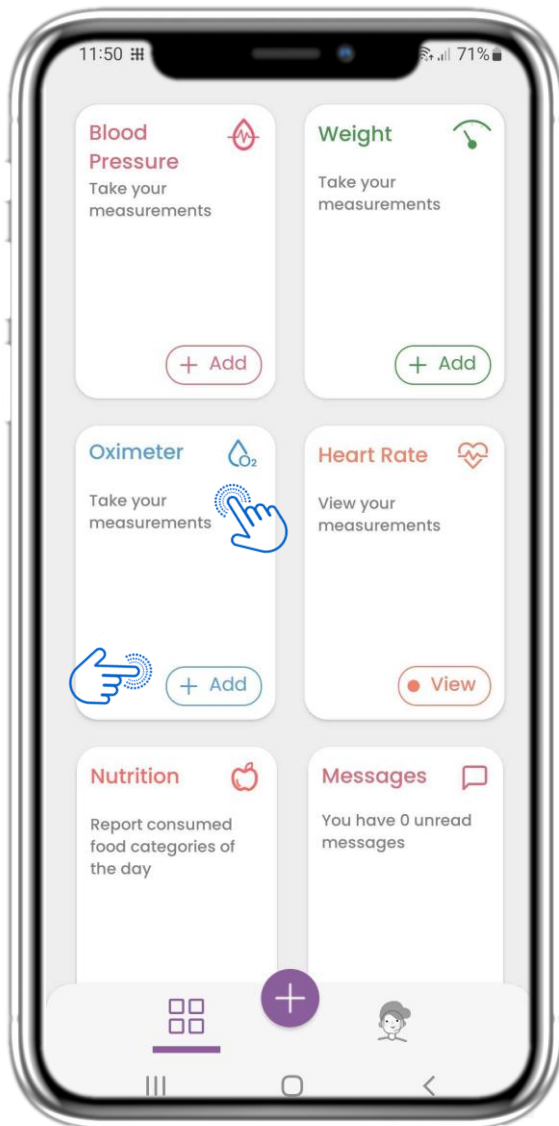 11:50
71%
Blood
Pressure
Take your
measurements
+ Add
Weight
Take your
measurements
+ Add
Oximeter
O2
Take your
measurements
+ Add
Heart Rate
View your
measurements
View
Nutrition
Report consumed
food categories of
the day
Messages
You have 0 unread
messages